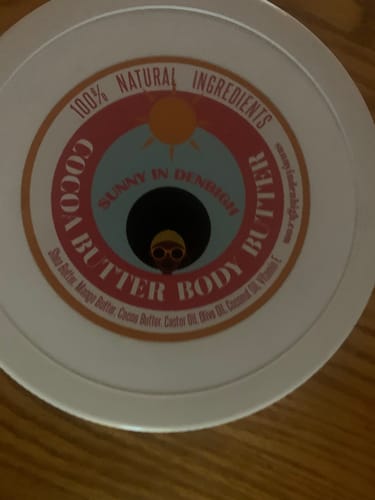 100% NATURAL INGREDIENTS
SUNNY IN DENBIGH
COCOA BUTTER BODY BUTTER
Shea Butter, Mango Butter, Cocoa Butter, Castor Oil, Olive Oil, Coconut Oil, Vitamin E